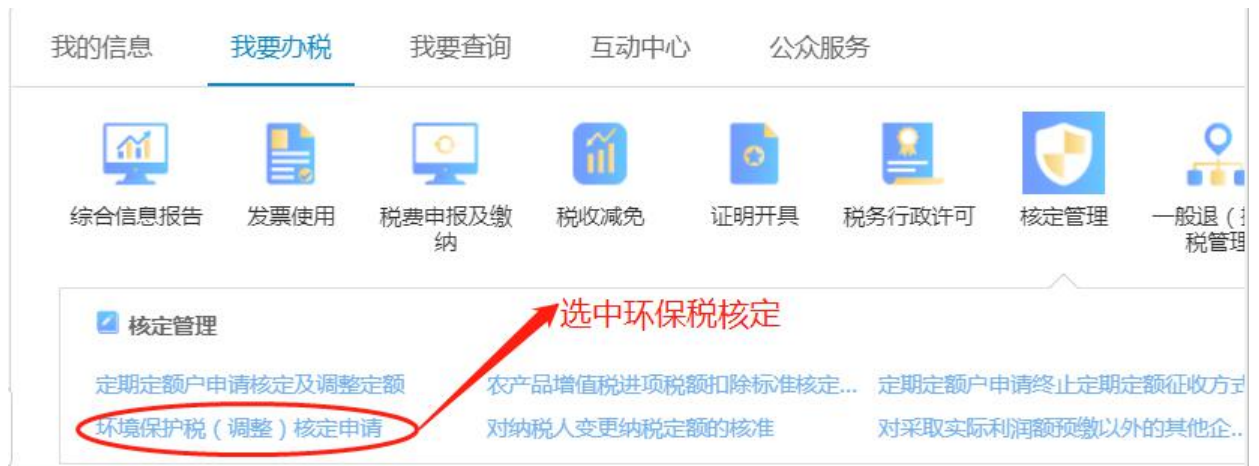 我的信息 我要办税 我要查询 互动中心 公众服务
综合信息报告 发票使用 税费申报及缴纳 税收减免 证明开具 税务行政许可 核定管理 一般退（
税管理
选中环保税核定
核定管理
定期定额户申请核定及调整定额 农产品增值税进项税额扣除标准核定... 定期定额户申请终止定期定额征收方式
环境保护税（调整）核定申请 对纳税人变更纳税定额的核准 对采取实际利润额预缴以外的其他企...